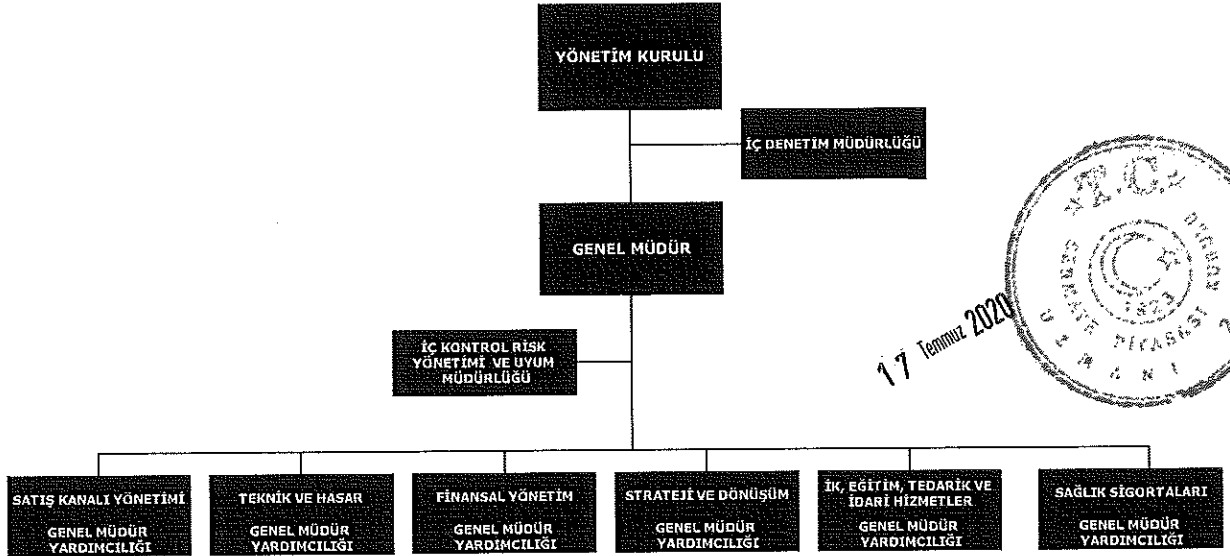 YÖNETİM KURULU
İÇ DENETİM MÜDÜRLÜĞÜ
GENEL MÜDÜR
İÇ KONTROL RİSK
YÖNETİMİ VE UYUM
MÜDÜRLÜĞÜ
17 Temmuz 2020
T.C.
1923
UZMANI
SATIŞ KANALI YÖNETİMİ
GENEL MÜDÜR
YARDIMCILIĞI
TEKNİK VE HASAR
GENEL MÜDÜR
YARDIMCILIĞI
FİNANSAL YÖNETİM
GENEL MÜDÜR
YARDIMCILIĞI
STRATEJİ VE DÖNÜŞÜM
GENEL MÜDÜR
YARDIMCILIĞI
İK, EĞİTİM, TEDARİK VE
İDARİ HİZMETLER
GENEL MÜDÜR
YARDIMCILIĞI
SAĞLIK SİGORTALARI
GENEL MÜDÜR
YARDIMCILIĞI